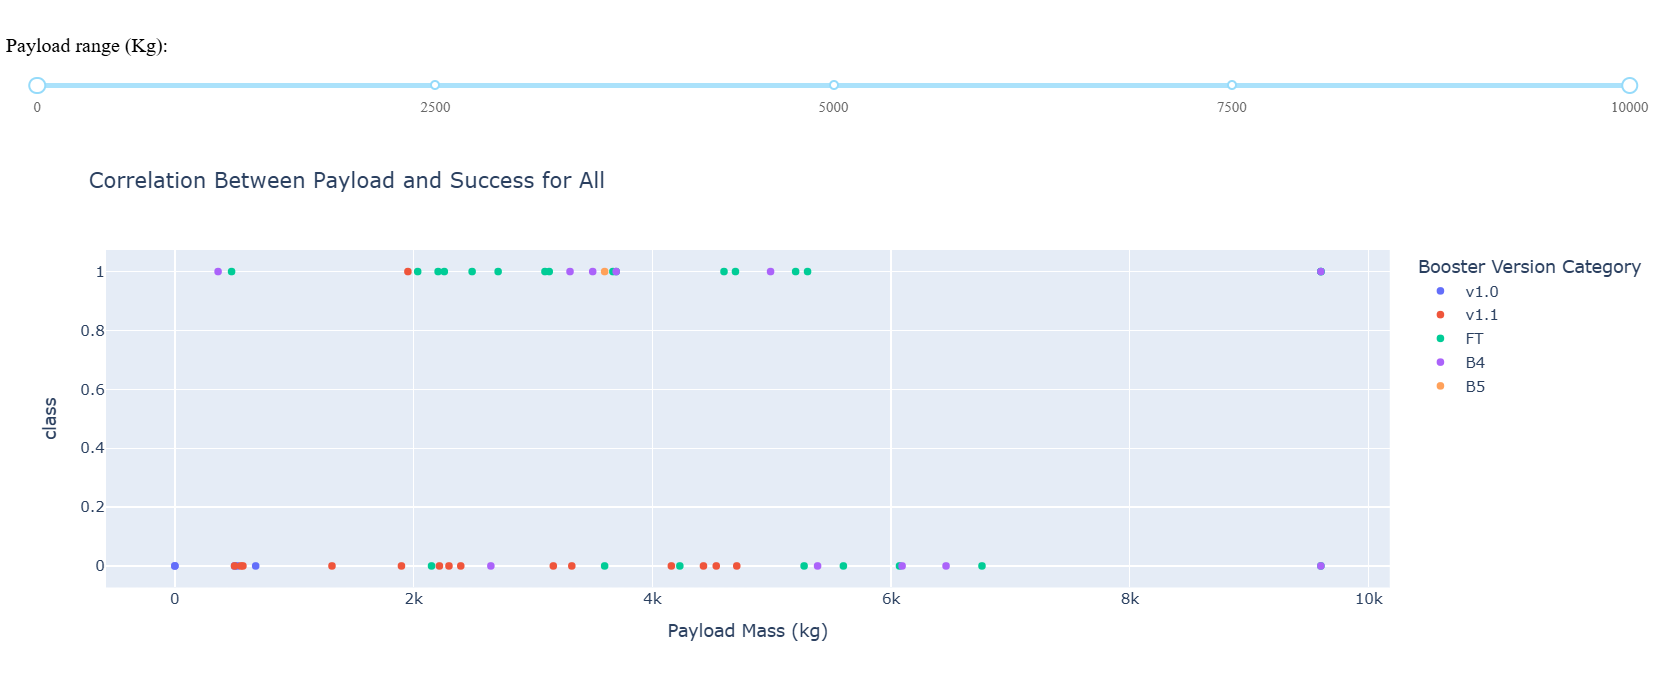 Payload range (Kg):
0 2500 5000 7500 10000
Correlation Between Payload and Success for All
Booster Version Category
v1.0
v1.1
FT
B4
B5
class
1
0.8
0.6
0.4
0.2
0
0 2k 4k 6k 8k 10k
Payload Mass (kg)